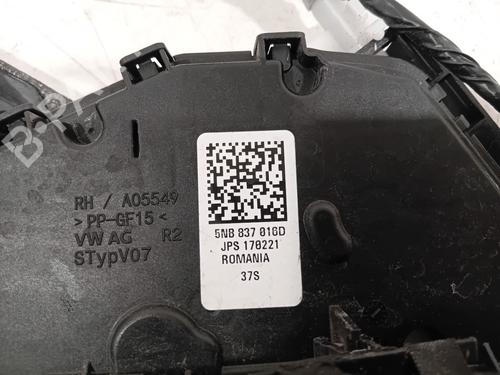 RH / A05549
>PP-GF15<
VW AG R2
STypV07
5NB 837 016D
JPS 170221
ROMANIA
37S
B-P